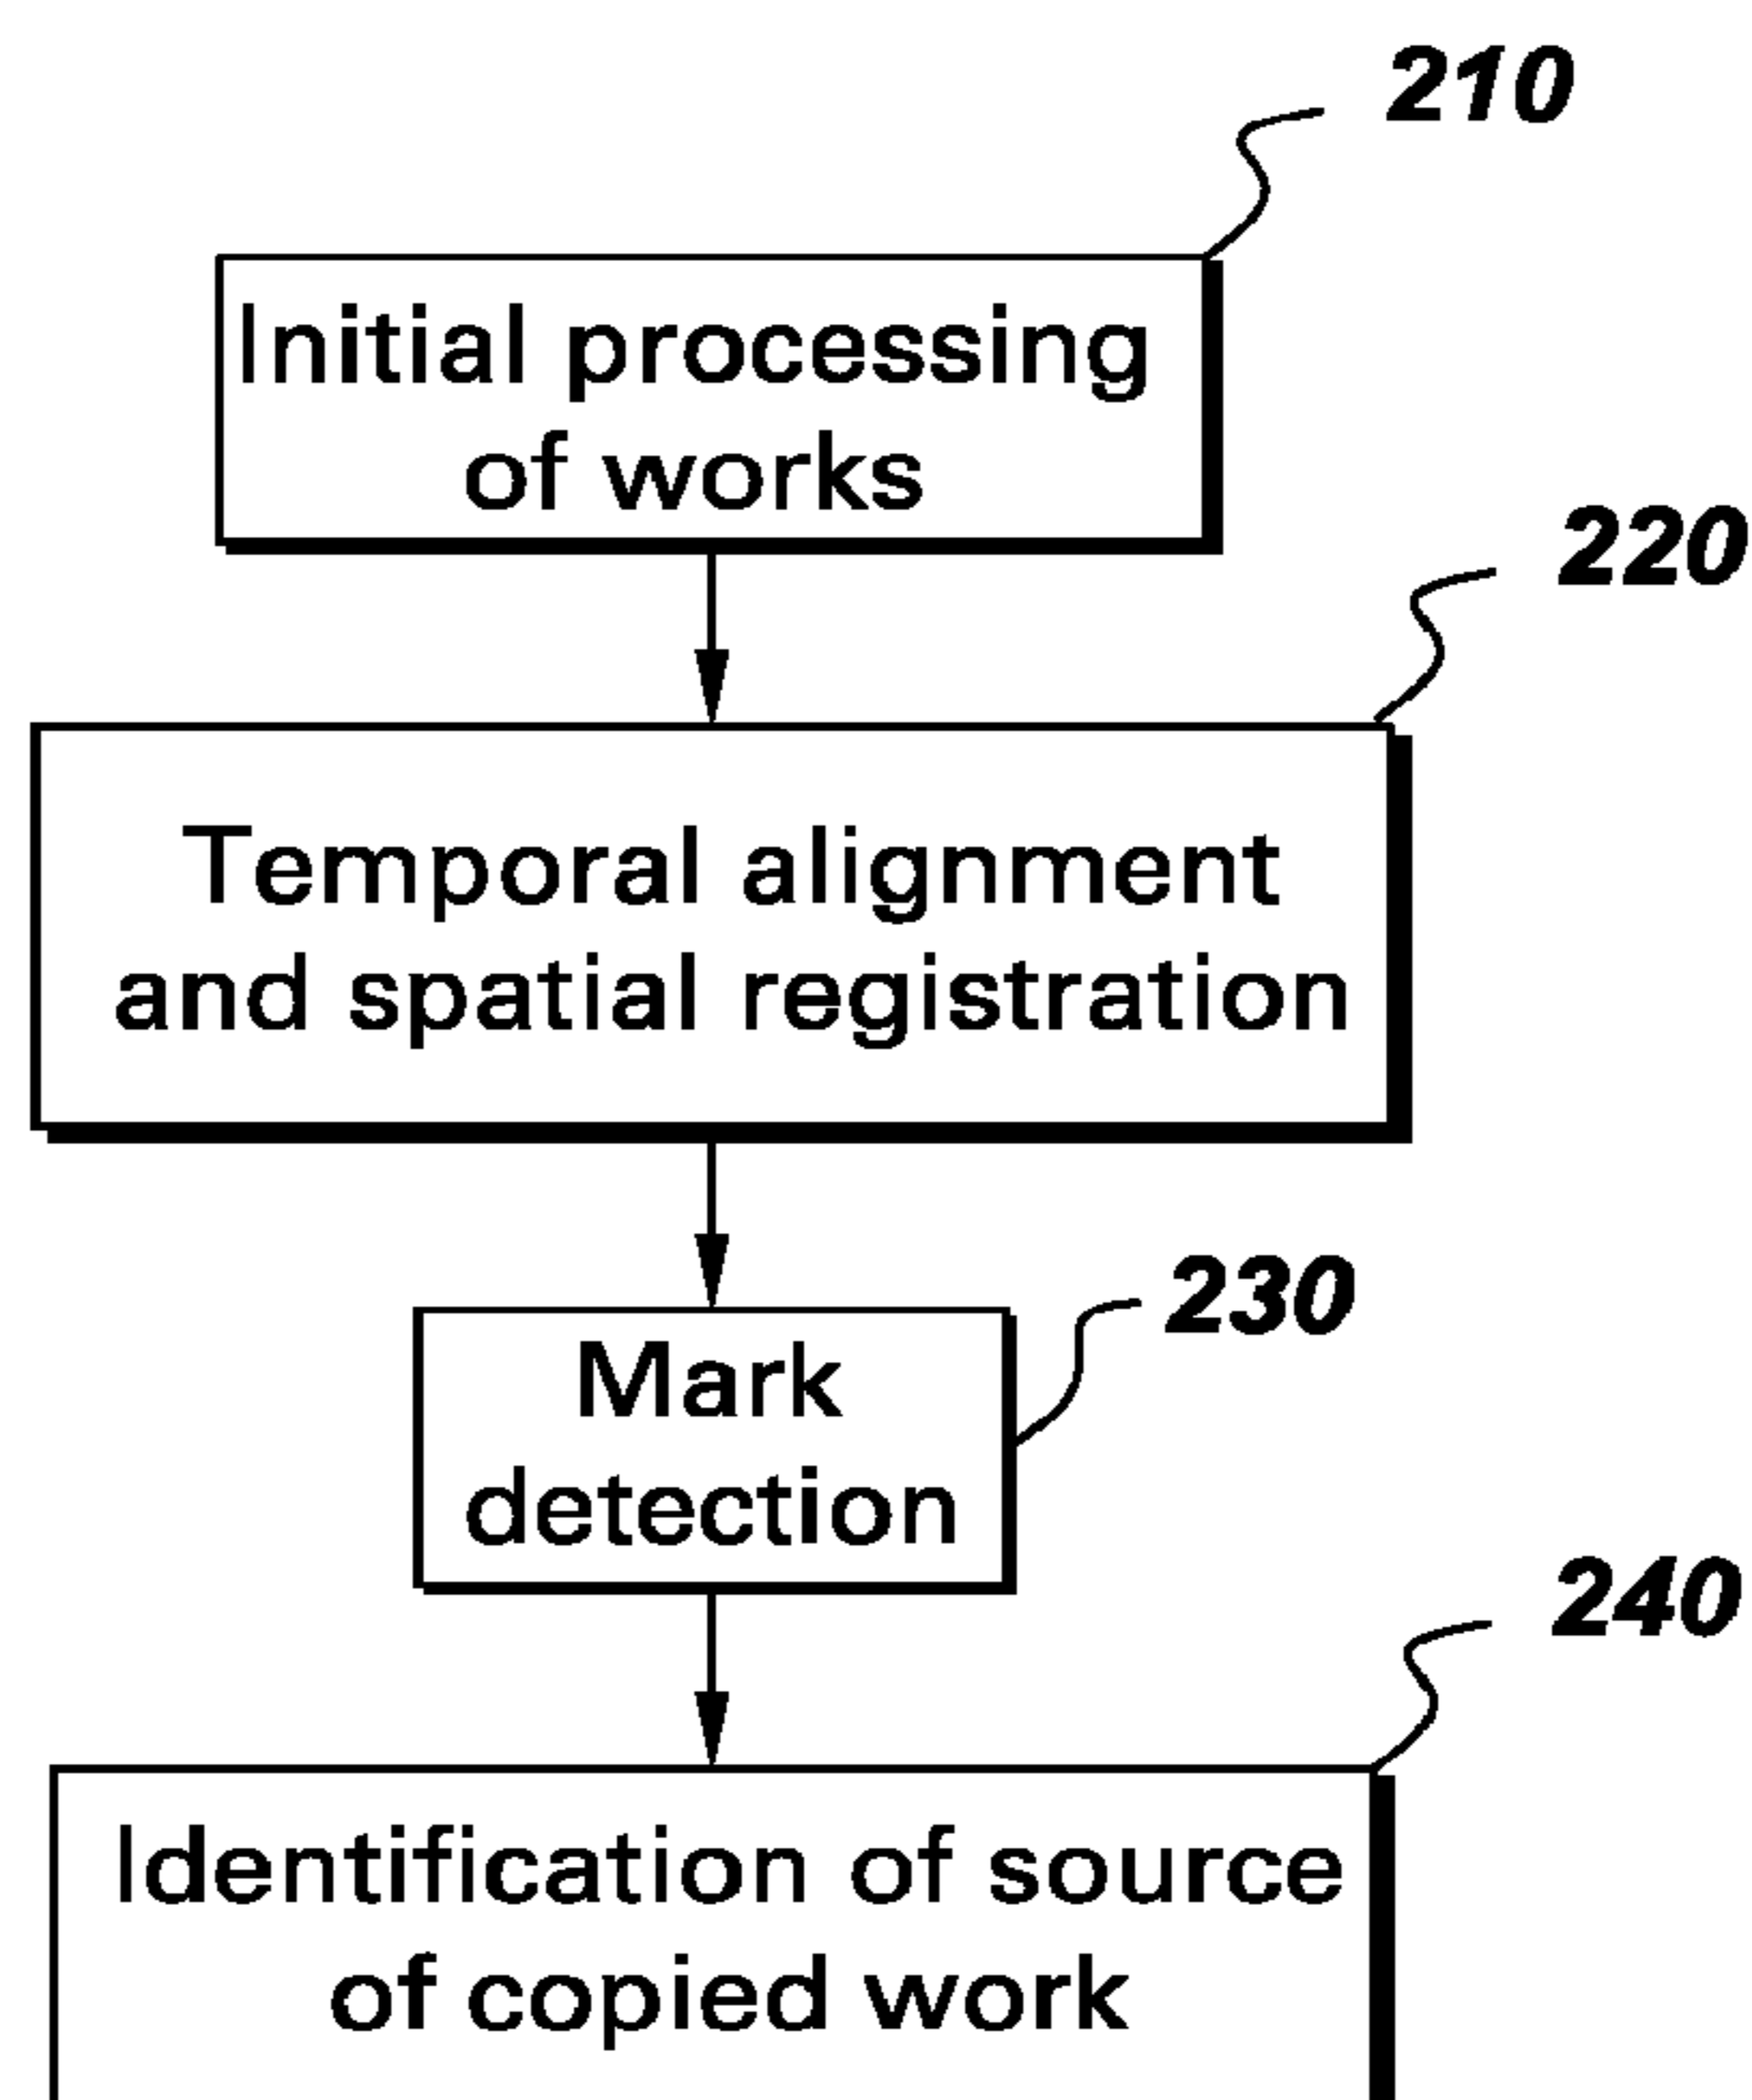 210
Initial processing
of works
220
Temporal alignment
and spatial registration
230
Mark
detection
240
Identification of source
of copied work